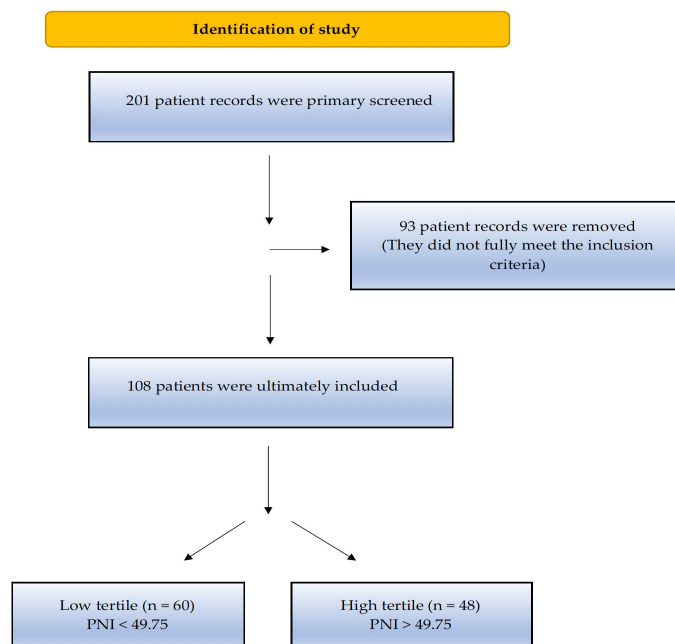 Identification of study
201 patient records were primary screened
93 patient records were removed
(They did not fully meet the inclusion
criteria)
108 patients were ultimately included
Low tertile (n = 60)
PNI < 49.75
High tertile (n = 48)
PNI > 49.75